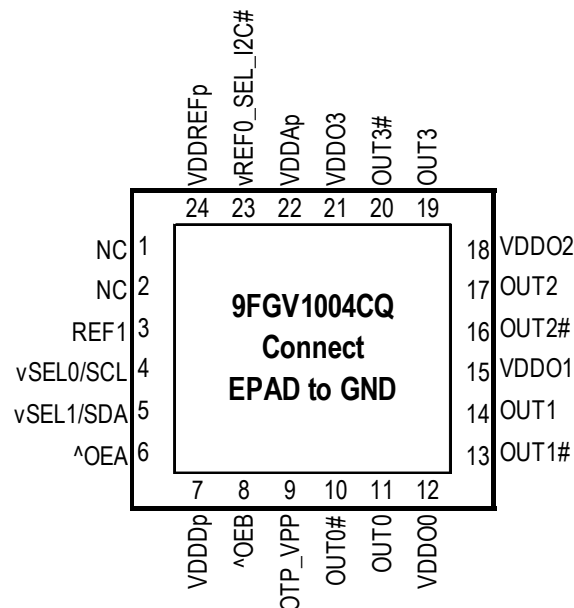 VDDREFp
vREF0_SEL_I2C#
VDDAp
VDDO3
OUT3#
OUT3
24 23 22 21 20 19
NC 1
NC 2
REF1 3
vSEL0/SCL 4
vSEL1/SDA 5
^OEA 6
9FGV1004CQ
Connect
EPAD to GND
18 VDDO2
17 OUT2
16 OUT2#
15 VDDO1
14 OUT1
13 OUT1#
7 8 9 10 11 12
VDDDp
^OEB
OTP_VPP
OUT0#
OUT0
VDDO0